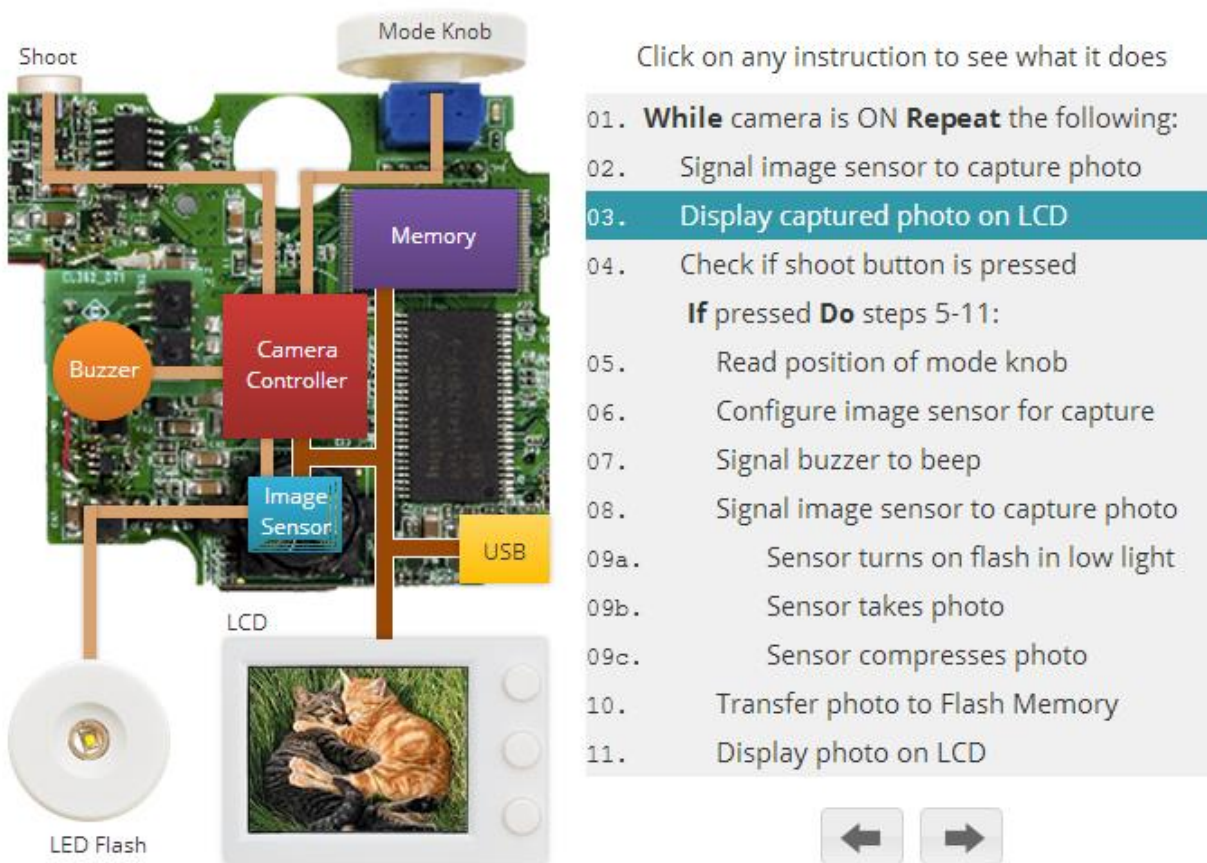 Shoot
Mode Knob
Memory
Buzzer
Camera
Controller
Image
Sensor
USB
LCD
LED Flash
Click on any instruction to see what it does
01. While camera is ON Repeat the following:
02. Signal image sensor to capture photo
03. Display captured photo on LCD
04. Check if shoot button is pressed
If pressed Do steps 5-11:
05. Read position of mode knob
06. Configure image sensor for capture
07. Signal buzzer to beep
08. Signal image sensor to capture photo
09a. Sensor turns on flash in low light
09b. Sensor takes photo
09c. Sensor compresses photo
10. Transfer photo to Flash Memory
11. Display photo on LCD